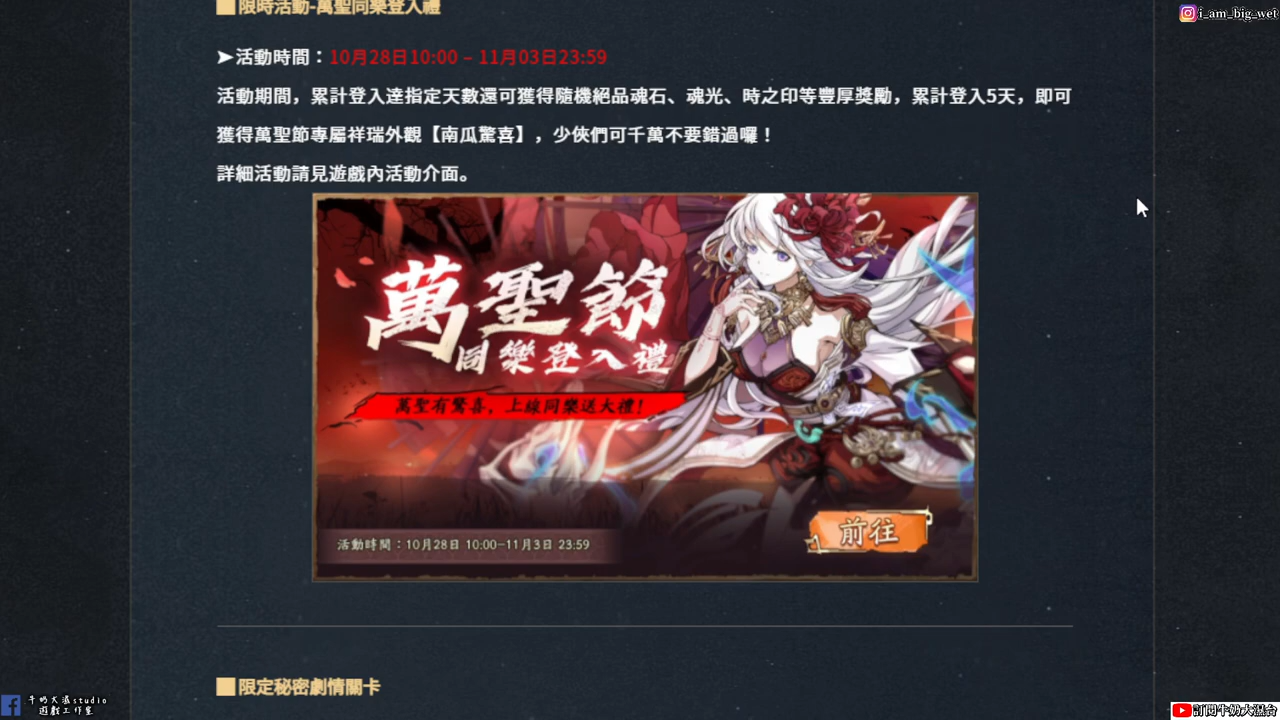 限時活動-萬聖同樂登入禮
i_am_big_wei
➤活動時間：10月28日10:00 – 11月03日23:59
活動期間，累計登入達指定天數還可獲得隨機絕品魂石、魂光、時之印等豐厚獎勵，累計登入5天，即可
獲得萬聖節專屬祥瑞外觀【南瓜驚喜】，少俠們可千萬不要錯過囉！
詳細活動請見遊戲內活動介面。
萬聖節
同樂登入禮
萬聖有驚喜，上線同樂送大禮！
前往
活動時間：10月28日 10:00-11月3日 23:59
限定秘密劇情關卡
牛奶大濕studio
遊戲工作室
訂閱牛奶大濕台